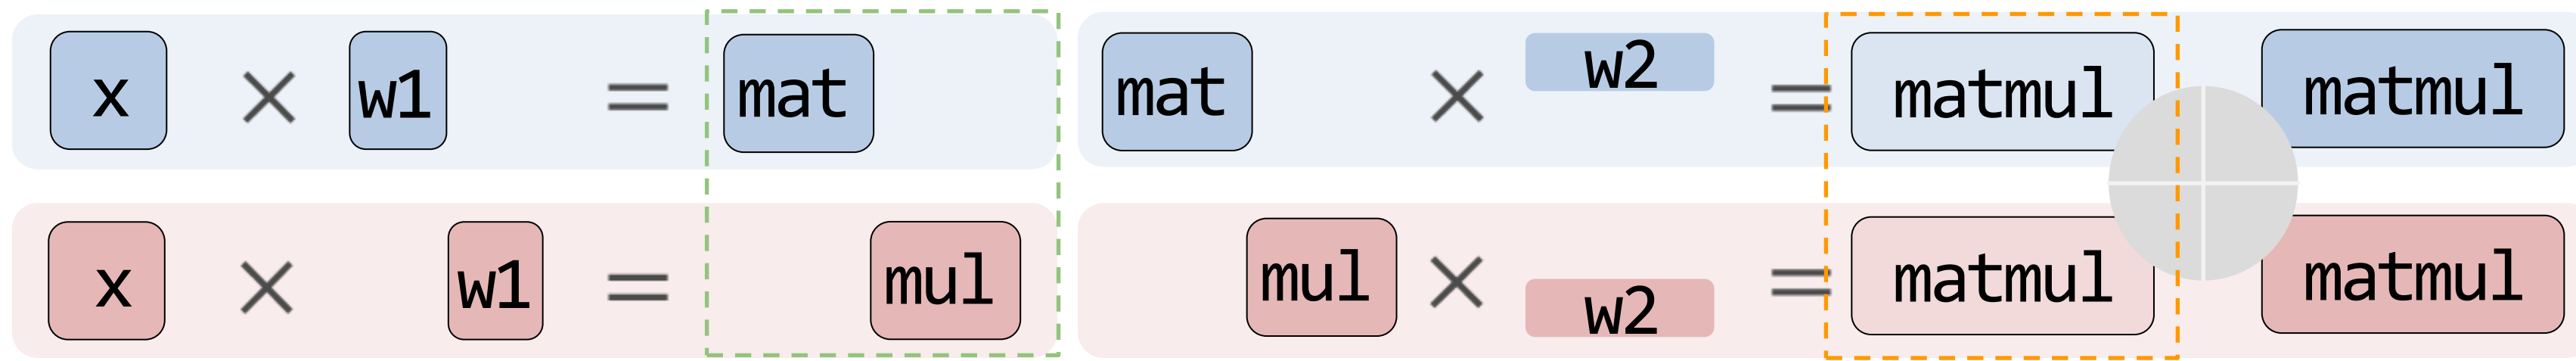 x × w1 = mat mat × w2 = matmul matmul
x × w1 = mul mul × w2 = matmul matmul